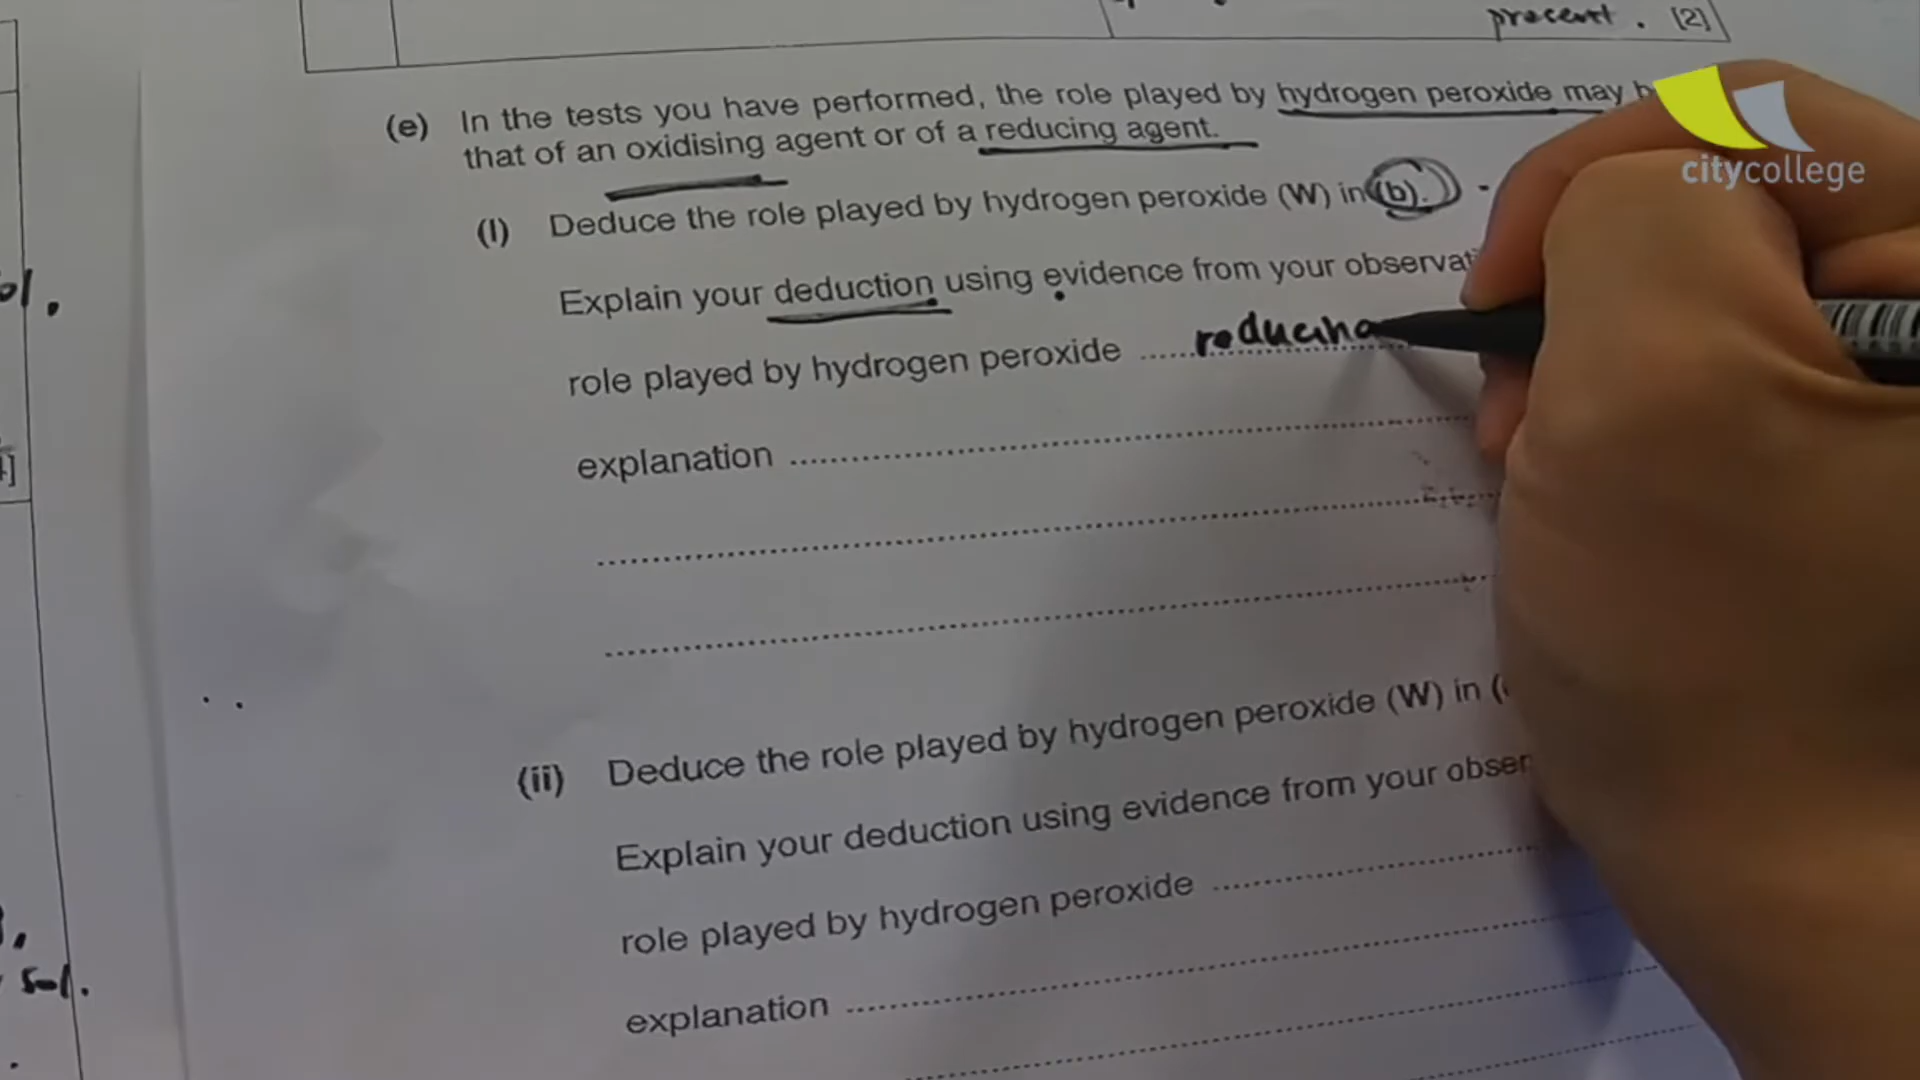 present. [2]
(e) In the tests you have performed, the role played by hydrogen peroxide may
that of an oxidising agent or of a reducing agent.
citycollege
(I) Deduce the role played by hydrogen peroxide (W) in (b). -
Explain your deduction using evidence from your
ol.
role played by hydrogen peroxide ...... reducing
explanation
(ii) Deduce the role played by hydrogen peroxide (W) in
Explain your deduction using evidence from your
role played by hydrogen peroxide
sol.
explanation